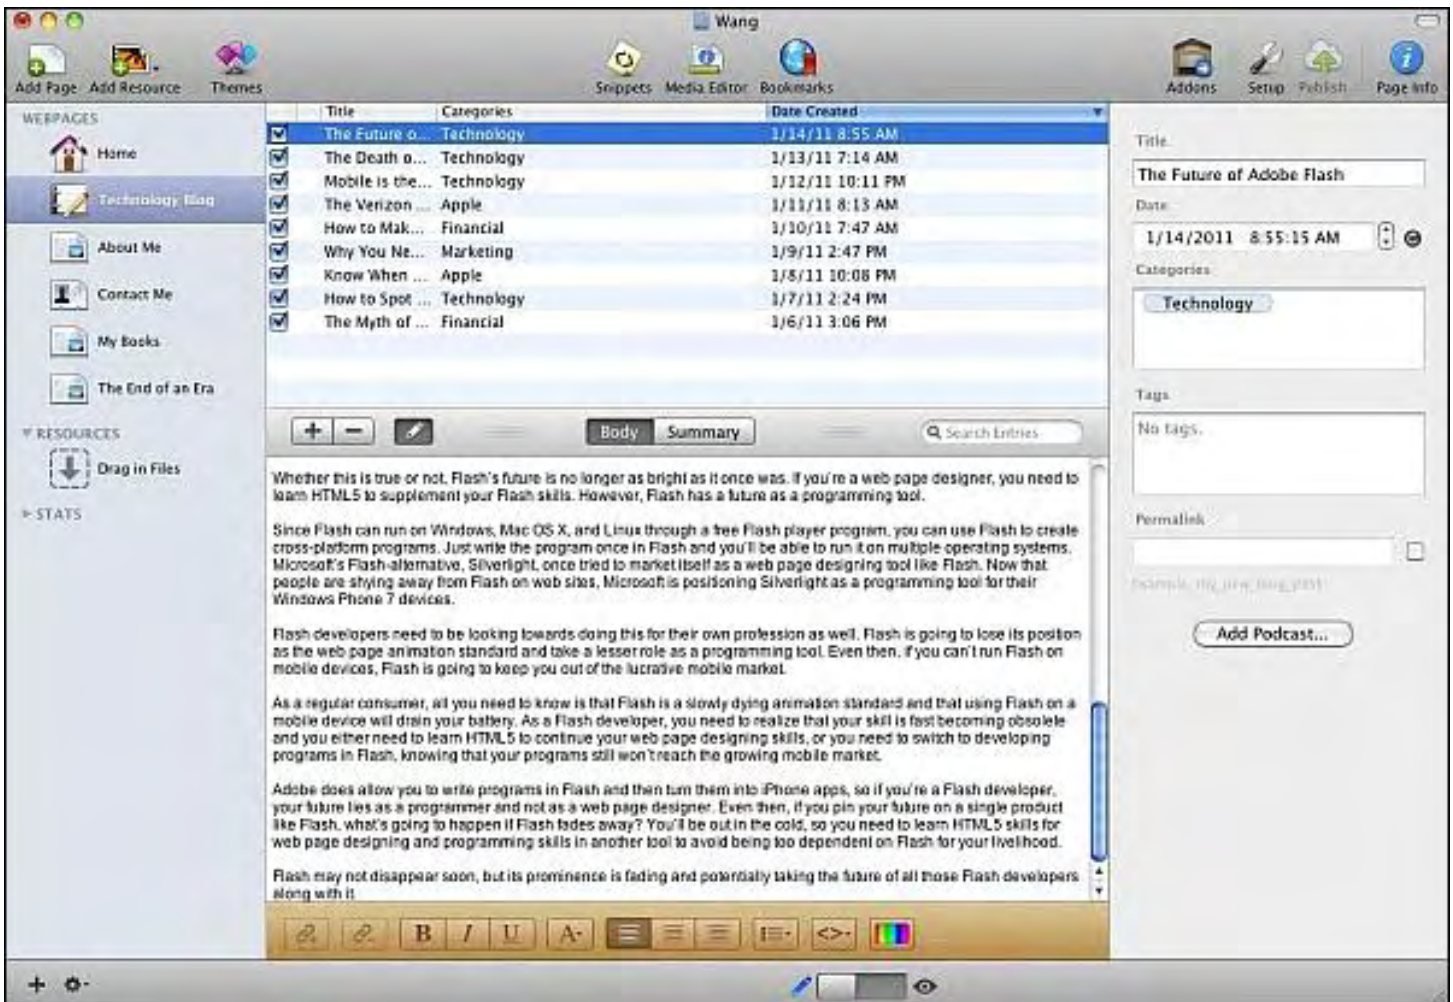 Wang
Add Page Add Resource Themes Snippets Media Editor Bookmarks Addons Setup Publish Page Info
WEBPAGES
Home
Technology Blog
About Me
Contact Me
My Books
The End of an Era
RESOURCES
Drag in Files
STATS
Title Categories Date Created
The Future o... Technology 1/14/11 8:55 AM
The Death o... Technology 1/13/11 7:14 AM
Mobile is the... Technology 1/12/11 10:11 PM
The Verizon ... Apple 1/11/11 8:13 AM
How to Mak... Financial 1/10/11 7:47 AM
Why You Ne... Marketing 1/9/11 2:47 PM
Know When ... Apple 1/8/11 10:08 PM
How to Spot ... Technology 1/7/11 2:24 PM
The Myth of ... Financial 1/6/11 3:06 PM
Body Summary Search Entries
Whether this is true or not, Flash's future is no longer as bright as it once was. If you're a web page designer, you need to
learn HTML5 to supplement your Flash skills. However, Flash has a future as a programming tool.
Since Flash can run on Windows, Mac OS X, and Linux through a free Flash player program, you can use Flash to create
cross-platform programs. Just write the program once in Flash and you'll be able to run it on multiple operating systems.
Microsoft's Flash-alternative, Silverlight, once tried to market itself as a web page designing tool like Flash. Now that
people are shying away from Flash on web sites, Microsoft is positioning Silverlight as a programming tool for their
Windows Phone 7 devices.
Flash developers need to be looking towards doing this for their own profession as well. Flash is going to lose its position
as the web page animation standard and take a lesser role as a programming tool. Even then, if you can't run Flash on
mobile devices, Flash is going to keep you out of the lucrative mobile market.
As a regular consumer, all you need to know is that Flash is a slowly dying animation standard and that using Flash on a
mobile device will drain your battery. As a Flash developer, you need to realize that your skill is fast becoming obsolete
and you either need to learn HTML5 to continue your web page designing skills, or you need to switch to developing
programs in Flash, knowing that your programs still won't reach the growing mobile market.
Adobe does allow you to write programs in Flash and then turn them into iPhone apps, so if you're a Flash developer,
your future lies as a programmer and not as a web page designer. Even then, if you pin your future on a single product
like Flash, what's going to happen if Flash fades away? You'll be out in the cold, so you need to learn HTML5 skills for
web page designing and programming skills in another tool to avoid being too dependent on Flash for your livelihood.
Flash may not disappear soon, but its prominence is fading and potentially taking the future of all those Flash developers
along with it
B I U A <>
Title
The Future of Adobe Flash
Date
1/14/2011 8:55:15 AM
Categories
Technology
Tags
No tags.
Permalink
Example: my_new_blog_post
Add Podcast...